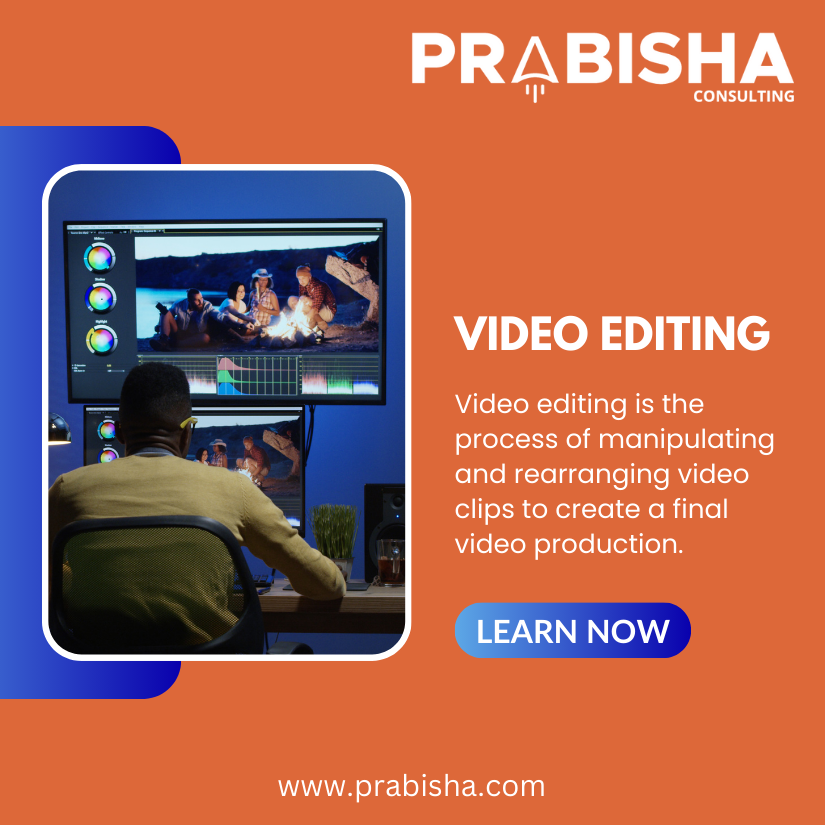 PRABISHA
CONSULTING
VIDEO EDITING
Video editing is the
process of manipulating
and rearranging video
clips to create a final
video production.
LEARN NOW
www.prabisha.com